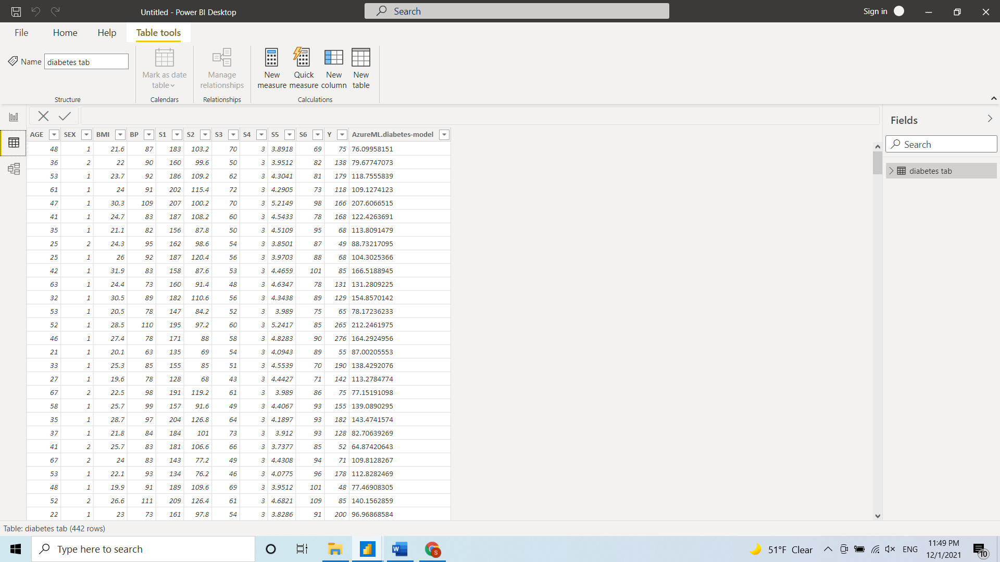 Untitled - Power BI Desktop
Search
Sign in
File Home Help Table tools
Name diabetes tab
Mark as date table
Manage relationships
New measure
Quick measure
New column
New table
Structure Calendars Relationships Calculations
Fields
Search
diabetes tab
AGE SEX BMI BP S1 S2 S3 S4 S5 S6 Y AzureML.diabetes-model
48 1 21.6 87 183 103.2 70 3 3.8918 69 75 76.09958151
36 2 22 90 160 99.6 50 3 3.9512 82 138 79.67747073
53 1 23.7 92 186 109.2 62 3 4.3041 81 179 118.7555839
61 1 24 91 202 115.4 72 3 4.2905 73 118 109.1274123
47 1 30.3 109 207 100.2 70 3 5.2149 98 166 207.6066515
41 1 24.7 83 187 108.2 60 3 4.5433 78 168 122.4263691
35 1 21.1 82 156 87.8 50 3 4.5109 95 68 113.8091479
25 2 24.3 95 162 98.6 54 3 3.8501 87 49 88.73217095
25 1 26 92 187 120.4 56 3 3.9703 88 68 104.3025366
42 1 31.9 83 158 87.6 53 3 4.4659 101 85 166.5188945
63 1 24.4 73 160 91.4 48 3 4.6347 78 131 131.2809225
32 1 30.5 89 182 110.6 56 3 4.3438 89 129 154.8570142
53 1 20.5 78 147 84.2 52 3 3.989 75 65 78.17236233
52 1 28.5 110 195 97.2 60 3 5.2417 85 265 212.2461975
46 1 27.4 78 171 88 58 3 4.8283 90 276 164.2924956
21 1 20.1 63 135 69 54 3 4.0943 89 55 87.00205553
33 1 25.3 85 155 85 51 3 4.5539 70 190 138.4292076
27 1 19.6 78 128 68 43 3 4.4427 71 142 113.2784774
67 2 22.5 98 191 119.2 61 3 3.989 86 75 77.15191098
58 1 25.7 99 157 91.6 49 3 4.4067 93 155 139.0890295
35 1 28.7 97 204 126.8 64 3 4.1897 93 182 143.4741574
37 1 21.8 84 184 101 73 3 3.912 93 128 82.70639269
41 2 25.7 83 181 106.6 66 3 3.7377 85 52 64.87420643
67 2 24 83 143 77.2 49 3 4.4308 94 71 109.8128267
53 1 22.1 93 134 76.2 46 3 4.0775 96 178 112.8282469
48 1 19.9 91 189 109.6 69 3 3.9512 101 48 77.46908305
52 2 26.6 111 209 126.4 61 3 4.6821 109 85 140.1562859
22 1 23 73 161 97.8 54 3 3.8286 91 200 96.96868584
Table: diabetes tab (442 rows)
Type here to search
W
S
51°F Clear
ENG
11:49 PM
12/1/2021
10